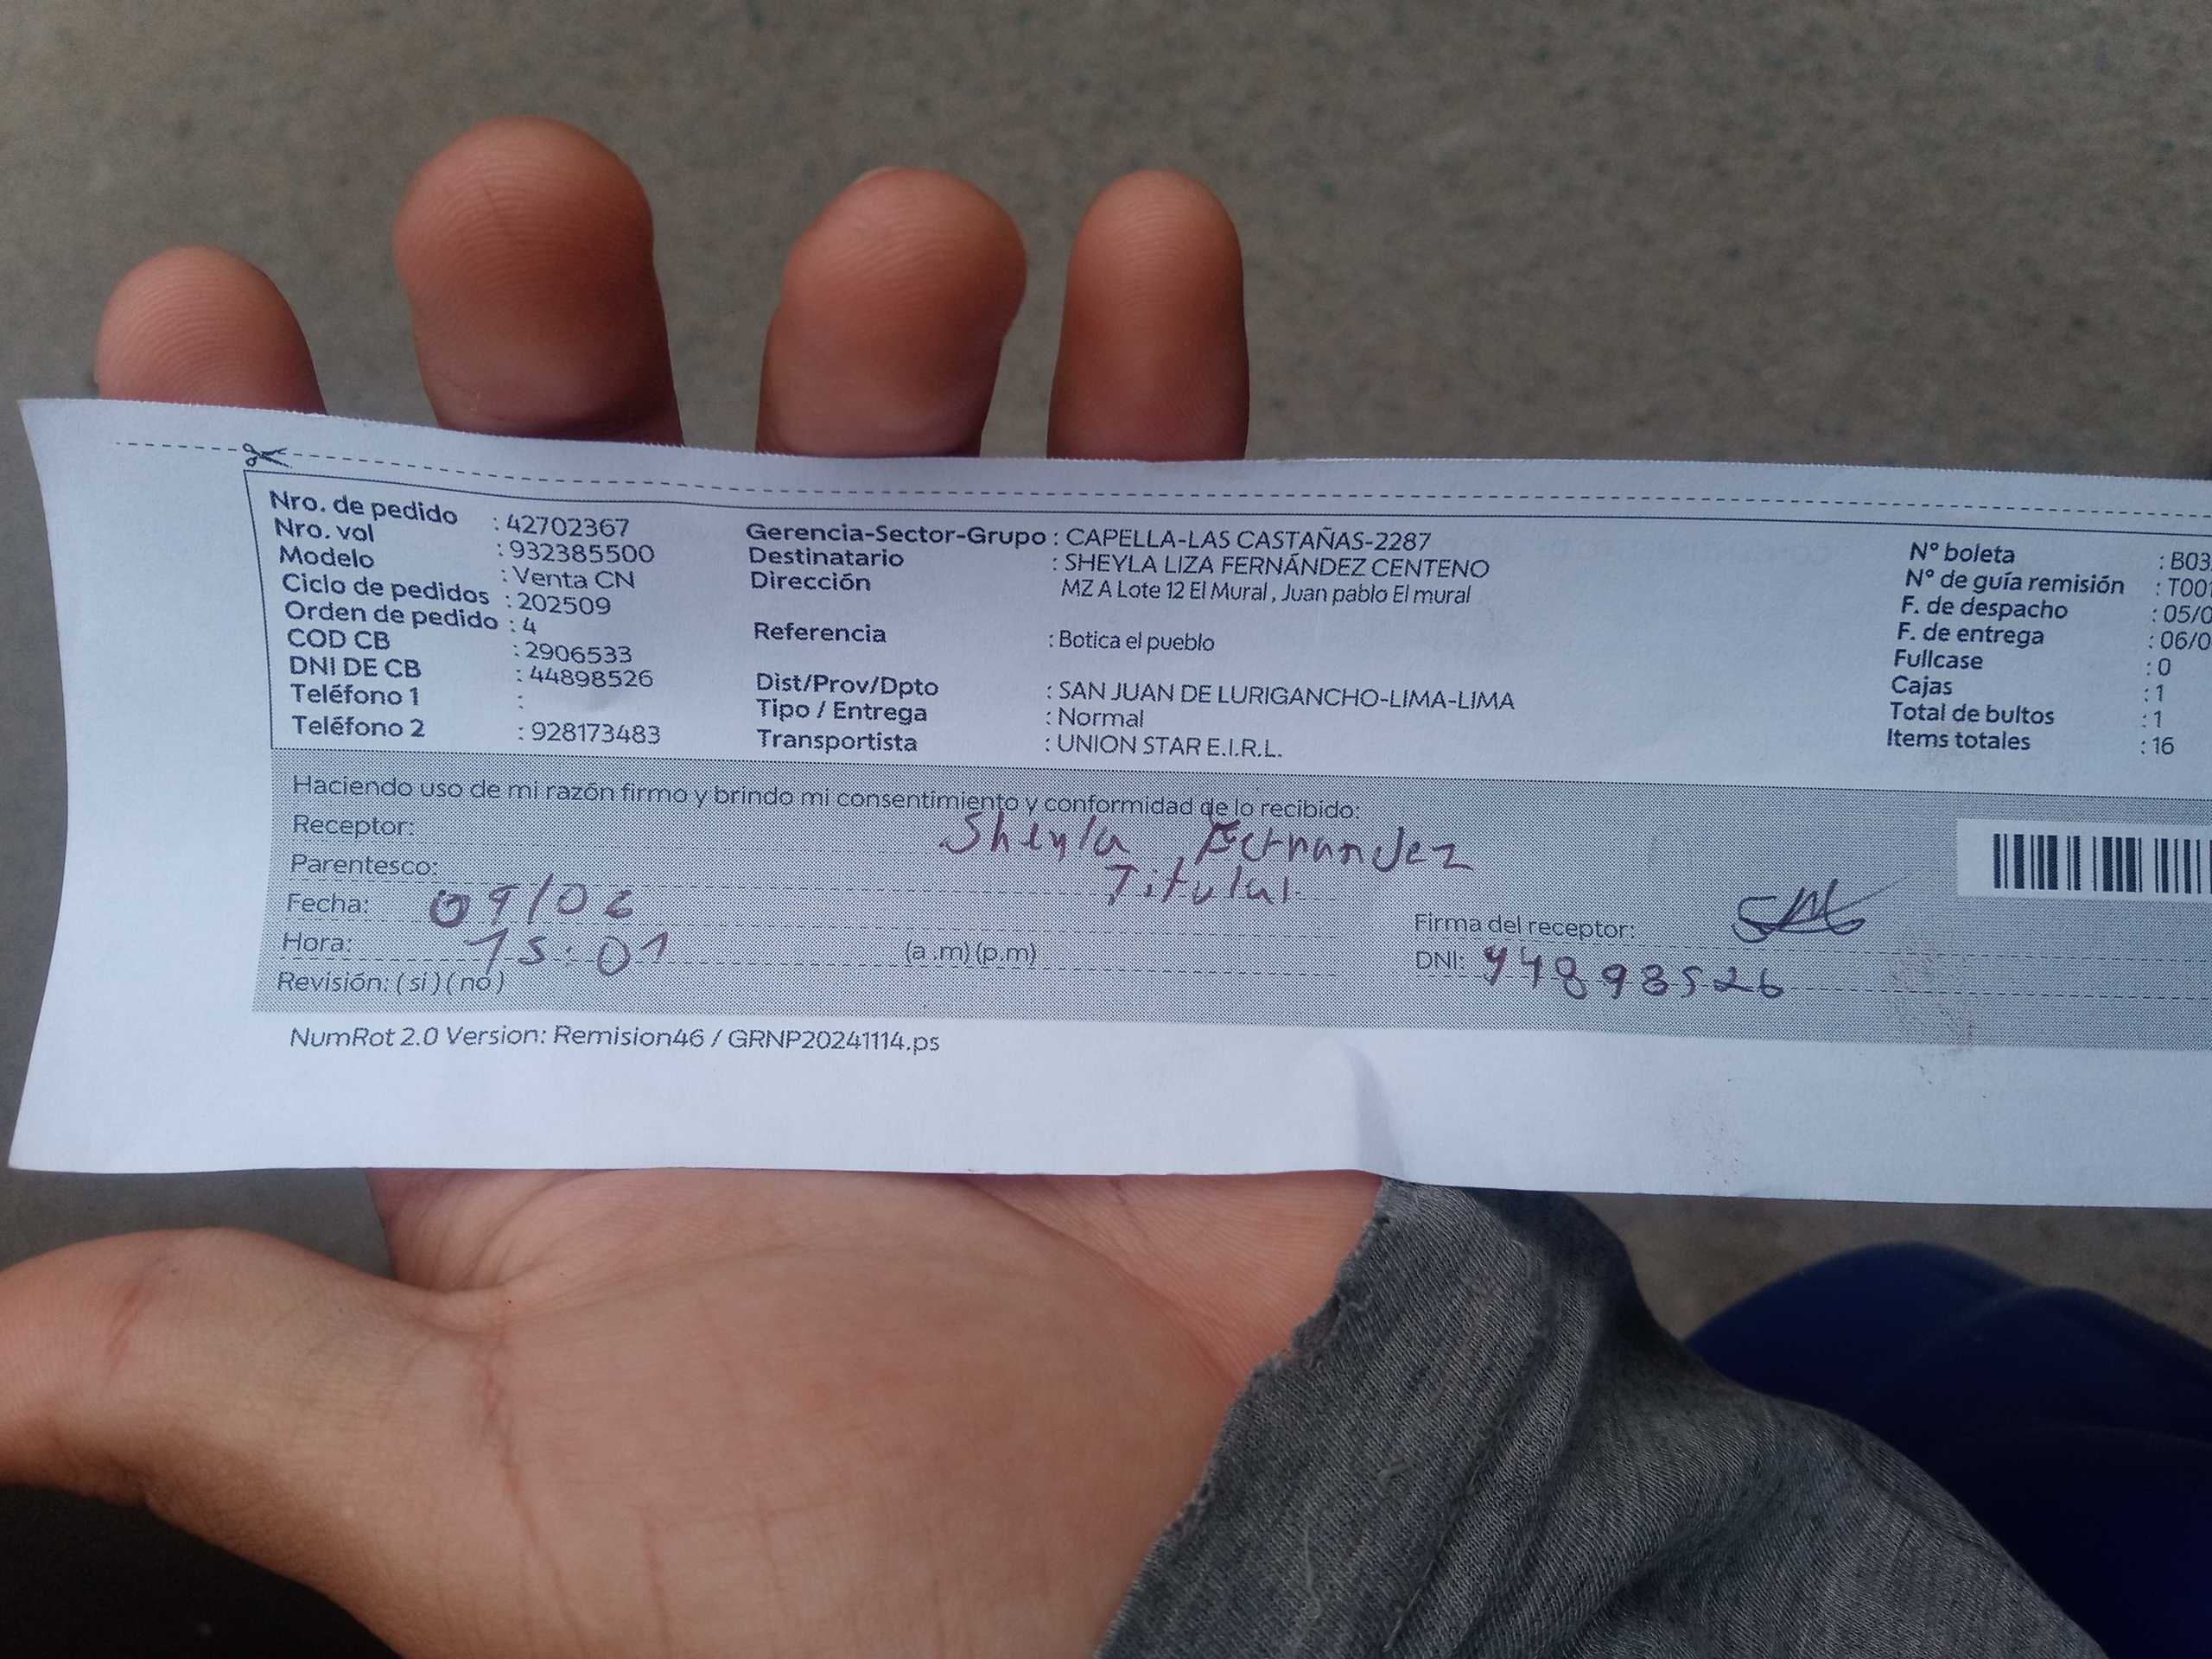 Nro. de pedido : 42702367
Nro. vol : 932385500
Modelo : Venta CN
Ciclo de pedidos : 202509
Orden de pedido : 4
COD CB : 2906533
DNI DE CB : 44898526
Teléfono 1 :
Teléfono 2 : 928173483
Gerencia-Sector-Grupo : CAPELLA-LAS CASTAÑAS-2287
Destinatario : SHEYLA LIZA FERNÁNDEZ CENTENO
Dirección MZ A Lote 12 El Mural , Juan pablo El mural
Referencia : Botica el pueblo
Dist/Prov/Dpto : SAN JUAN DE LURIGANCHO-LIMA-LIMA
Tipo / Entrega : Normal
Transportista : UNION STAR E.I.R.L.
N° boleta : B03
N° de guía remisión : T001
F. de despacho : 05/0
F. de entrega : 06/0
Fullcase : 0
Cajas : 1
Total de bultos : 1
Items totales : 16
Haciendo uso de mi razón firmo y brindo mi consentimiento y conformidad de lo recibido:
Receptor: Sheyla Fernandez
Parentesco: Titular
Fecha: 09/06
Hora: 15:01 (a .m) (p.m)
Revisión: ( si ) ( no )
Firma del receptor:
DNI: 44898526
NumRot 2.0 Version: Remision46 / GRNP20241114.ps